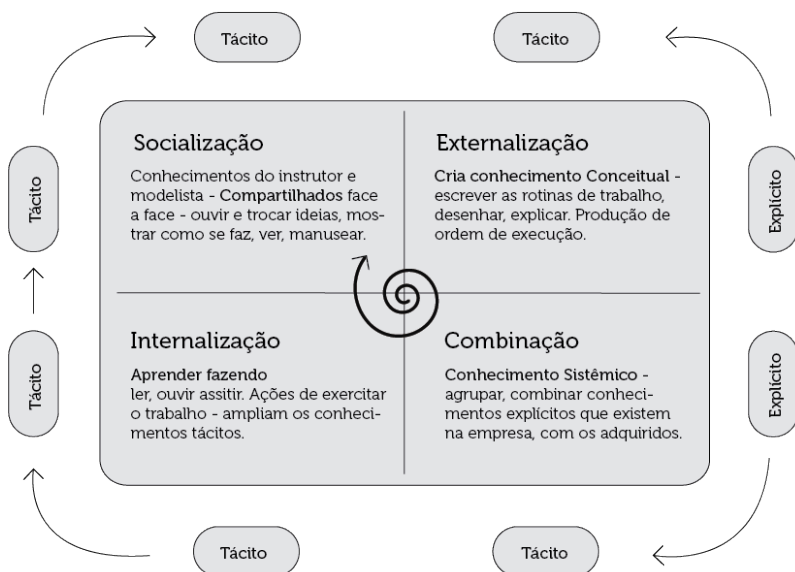 Tácito
Tácito
Tácito
Explícito
Socialização
Conhecimentos do instrutor e
modelista - Compartilhados face
a face - ouvir e trocar ideias, mos-
trar como se faz, ver, manusear.
Externalização
Cria conhecimento Conceitual -
escrever as rotinas de trabalho,
desenhar, explicar. Produção de
ordem de execução.
Tácito
Explícito
Internalização
Aprender fazendo
ler, ouvir assitir. Ações de exercitar
o trabalho - ampliam os conheci-
mentos tácitos.
Combinação
Conhecimento Sistêmico -
agrupar, combinar conheci-
mentos explícitos que existem
na empresa, com os adquiridos.
Tácito
Tácito